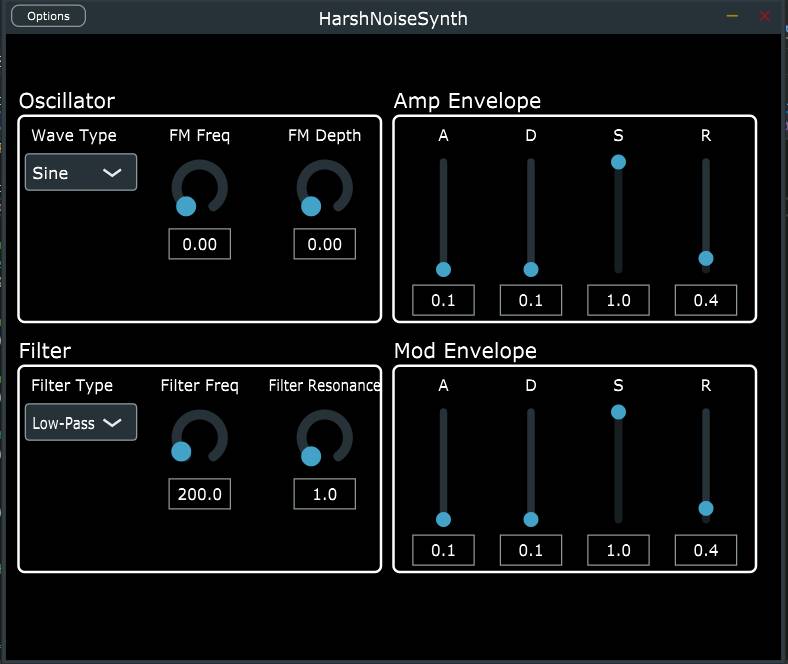 Options
HarshNoiseSynth
Oscillator
Wave Type FM Freq FM Depth
Sine
0.00 0.00
Amp Envelope
A D S R
0.1 0.1 1.0 0.4
Filter
Filter Type Filter Freq Filter Resonance
Low-Pass
200.0 1.0
Mod Envelope
A D S R
0.1 0.1 1.0 0.4